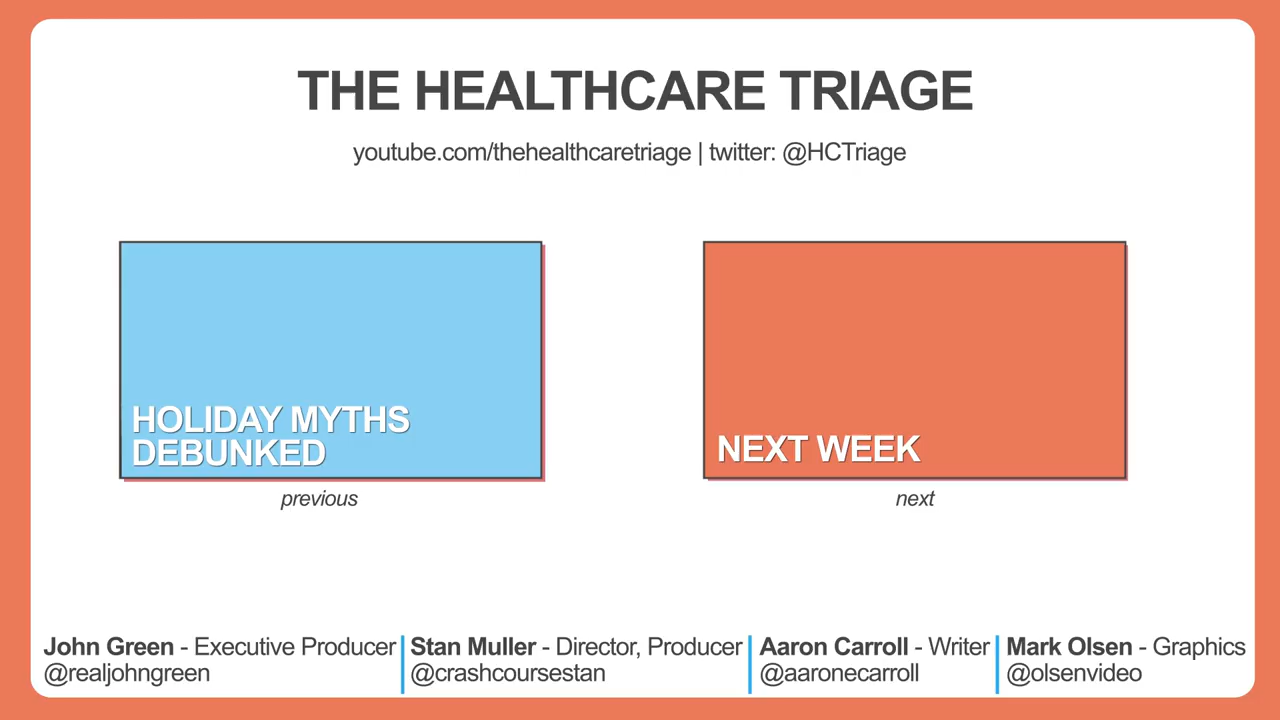 THE HEALTHCARE TRIAGE
youtube.com/thehealthcaretriage | twitter: @HCTriage
HOLIDAY MYTHS
DEBUNKED
previous
NEXT WEEK
next
John Green - Executive Producer
@realjohngreen
Stan Muller - Director, Producer
@crashcoursestan
Aaron Carroll - Writer
@aaronecarroll
Mark Olsen - Graphics
@olsenvideo